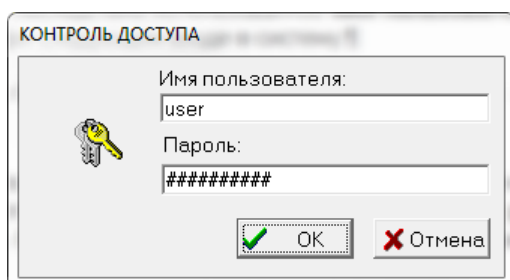 КОНТРОЛЬ ДОСТУПА
Имя пользователя:
user
Пароль:
##########
OK
Отмена